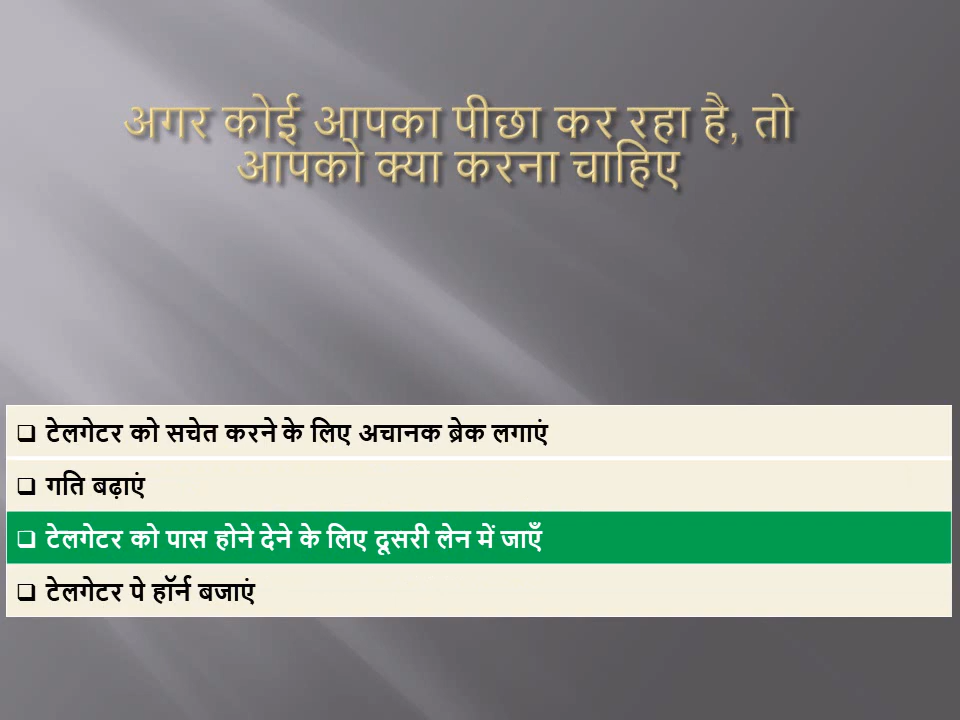 अगर कोई आपका पीछा कर रहा है, तो
आपको क्या करना चाहिए
❑ टेलगेटर को सचेत करने के लिए अचानक ब्रेक लगाएं
❑ गति बढ़ाएं
❑ टेलगेटर को पास होने देने के लिए दूसरी लेन में जाएँ
❑ टेलगेटर पे हॉर्न बजाएं